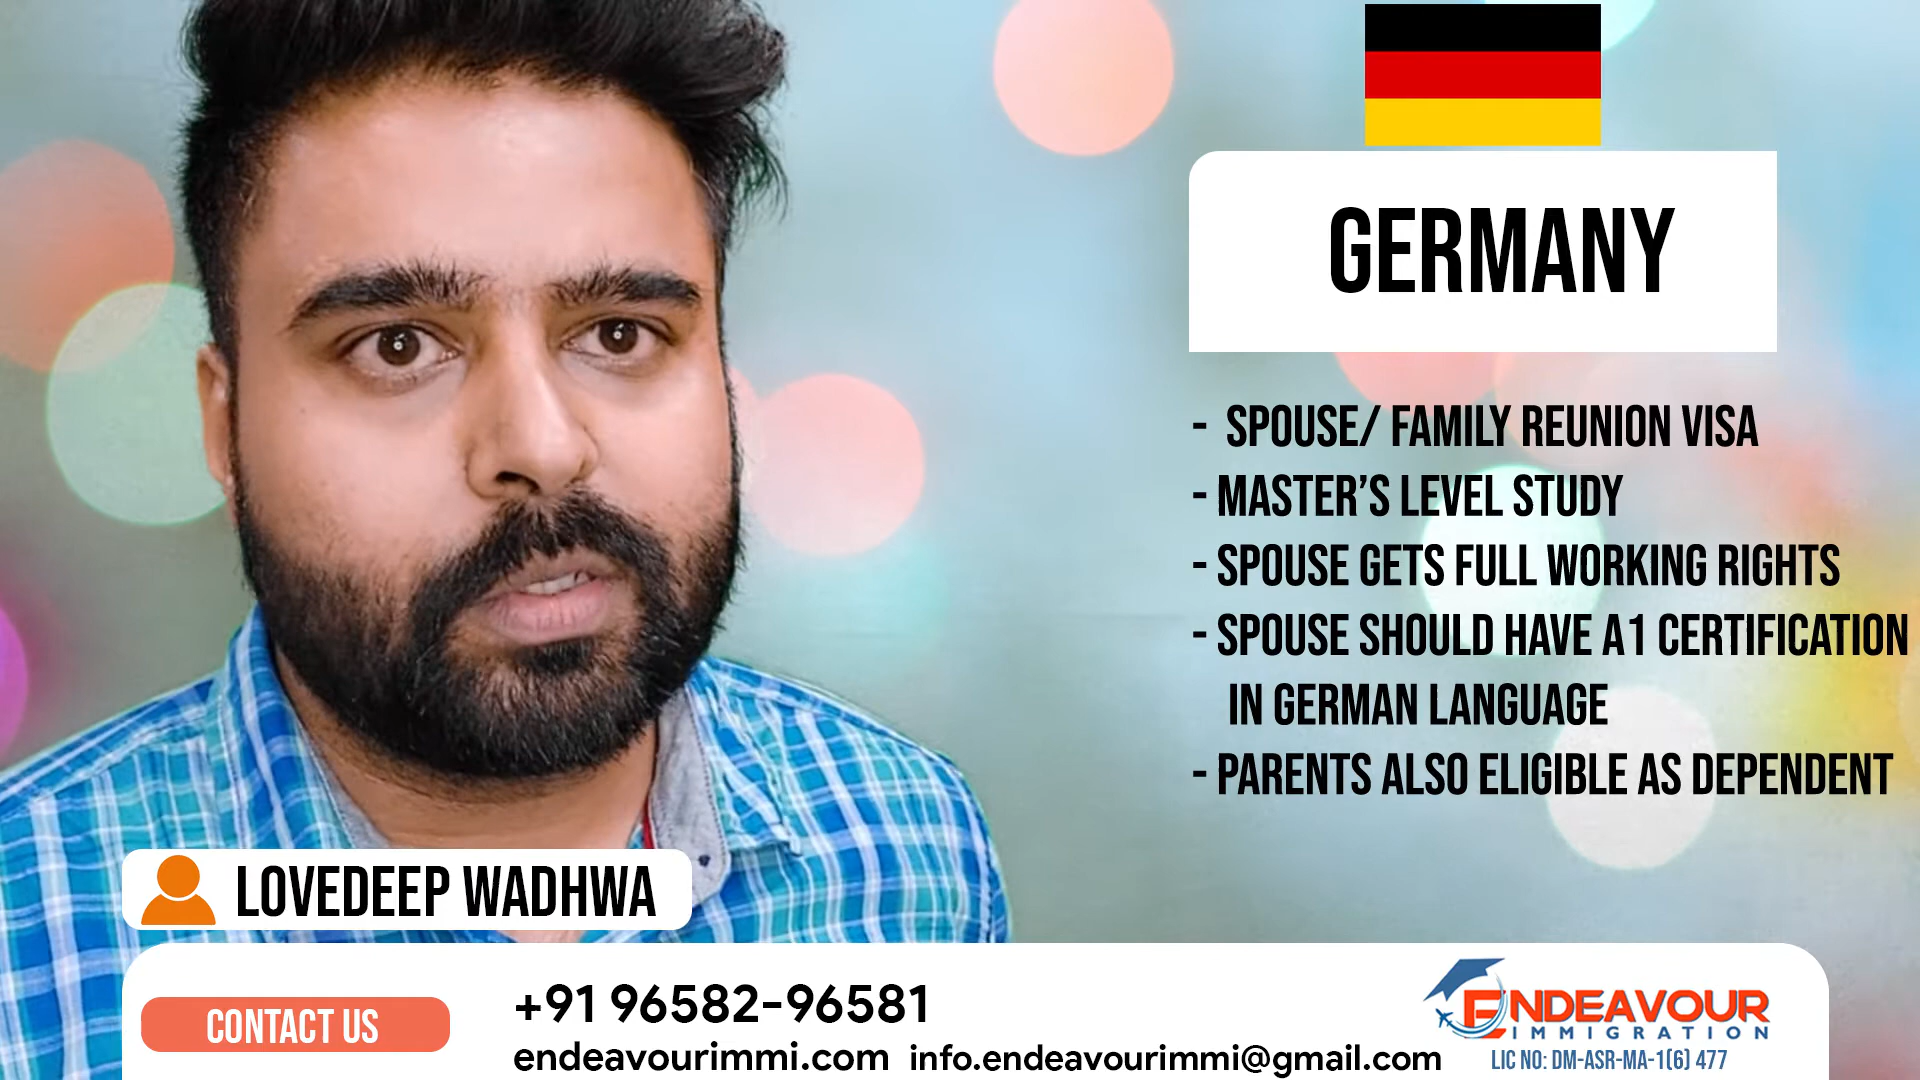 GERMANY
- SPOUSE/ FAMILY REUNION VISA
- MASTER'S LEVEL STUDY
- SPOUSE GETS FULL WORKING RIGHTS
- SPOUSE SHOULD HAVE A1 CERTIFICATION
IN GERMAN LANGUAGE
- PARENTS ALSO ELIGIBLE AS DEPENDENT
LOVEDEEP WADHWA
CONTACT US
+91 96582-96581
endeavourimmi.com info.endeavourimmi@gmail.com
ENDEAVOUR
IMMIGRATION
LIC NO: DM-ASR-MA-1(6) 477